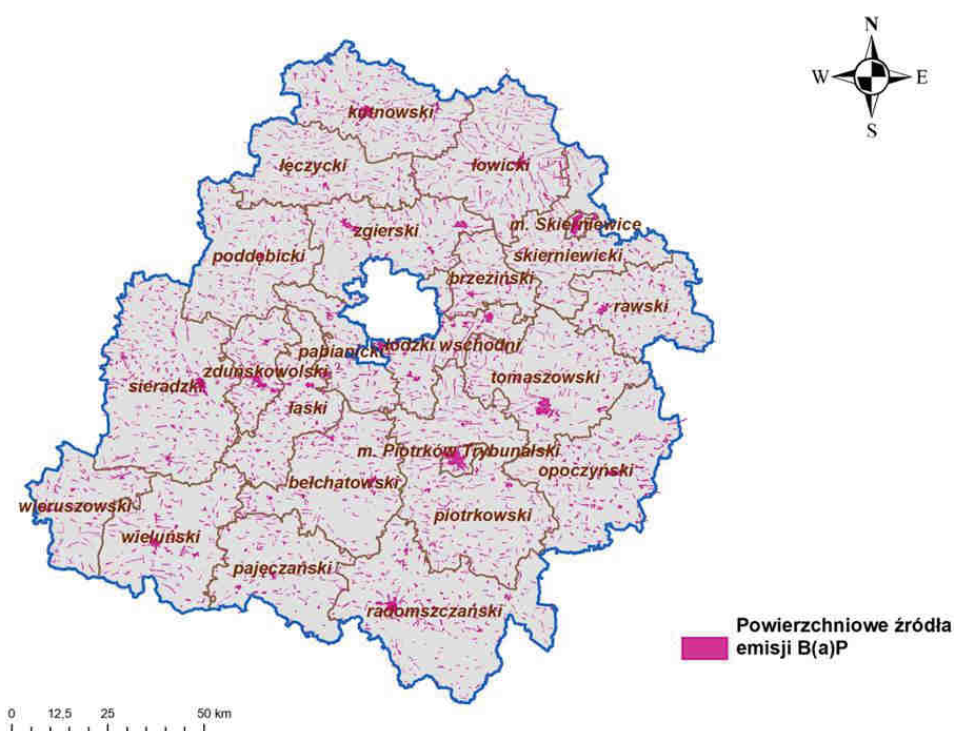 N
W E
S
kutnowski
łęczycki
łowicki
m. Skierniewice
zgierski
skierniewicki
poddębicki
brzeziński
rawski
pabianicki
łódzki wschodni
zduńskowolski
sieradzki
tomaszowski
łaski
m. Piotrków Trybunalski
opoczyński
bełchatowski
wieruszowski
piotrkowski
wieluński
pajęczański
radomszczański
Powierzchniowe źródła
emisji B(a)P
0 12,5 25 50 km